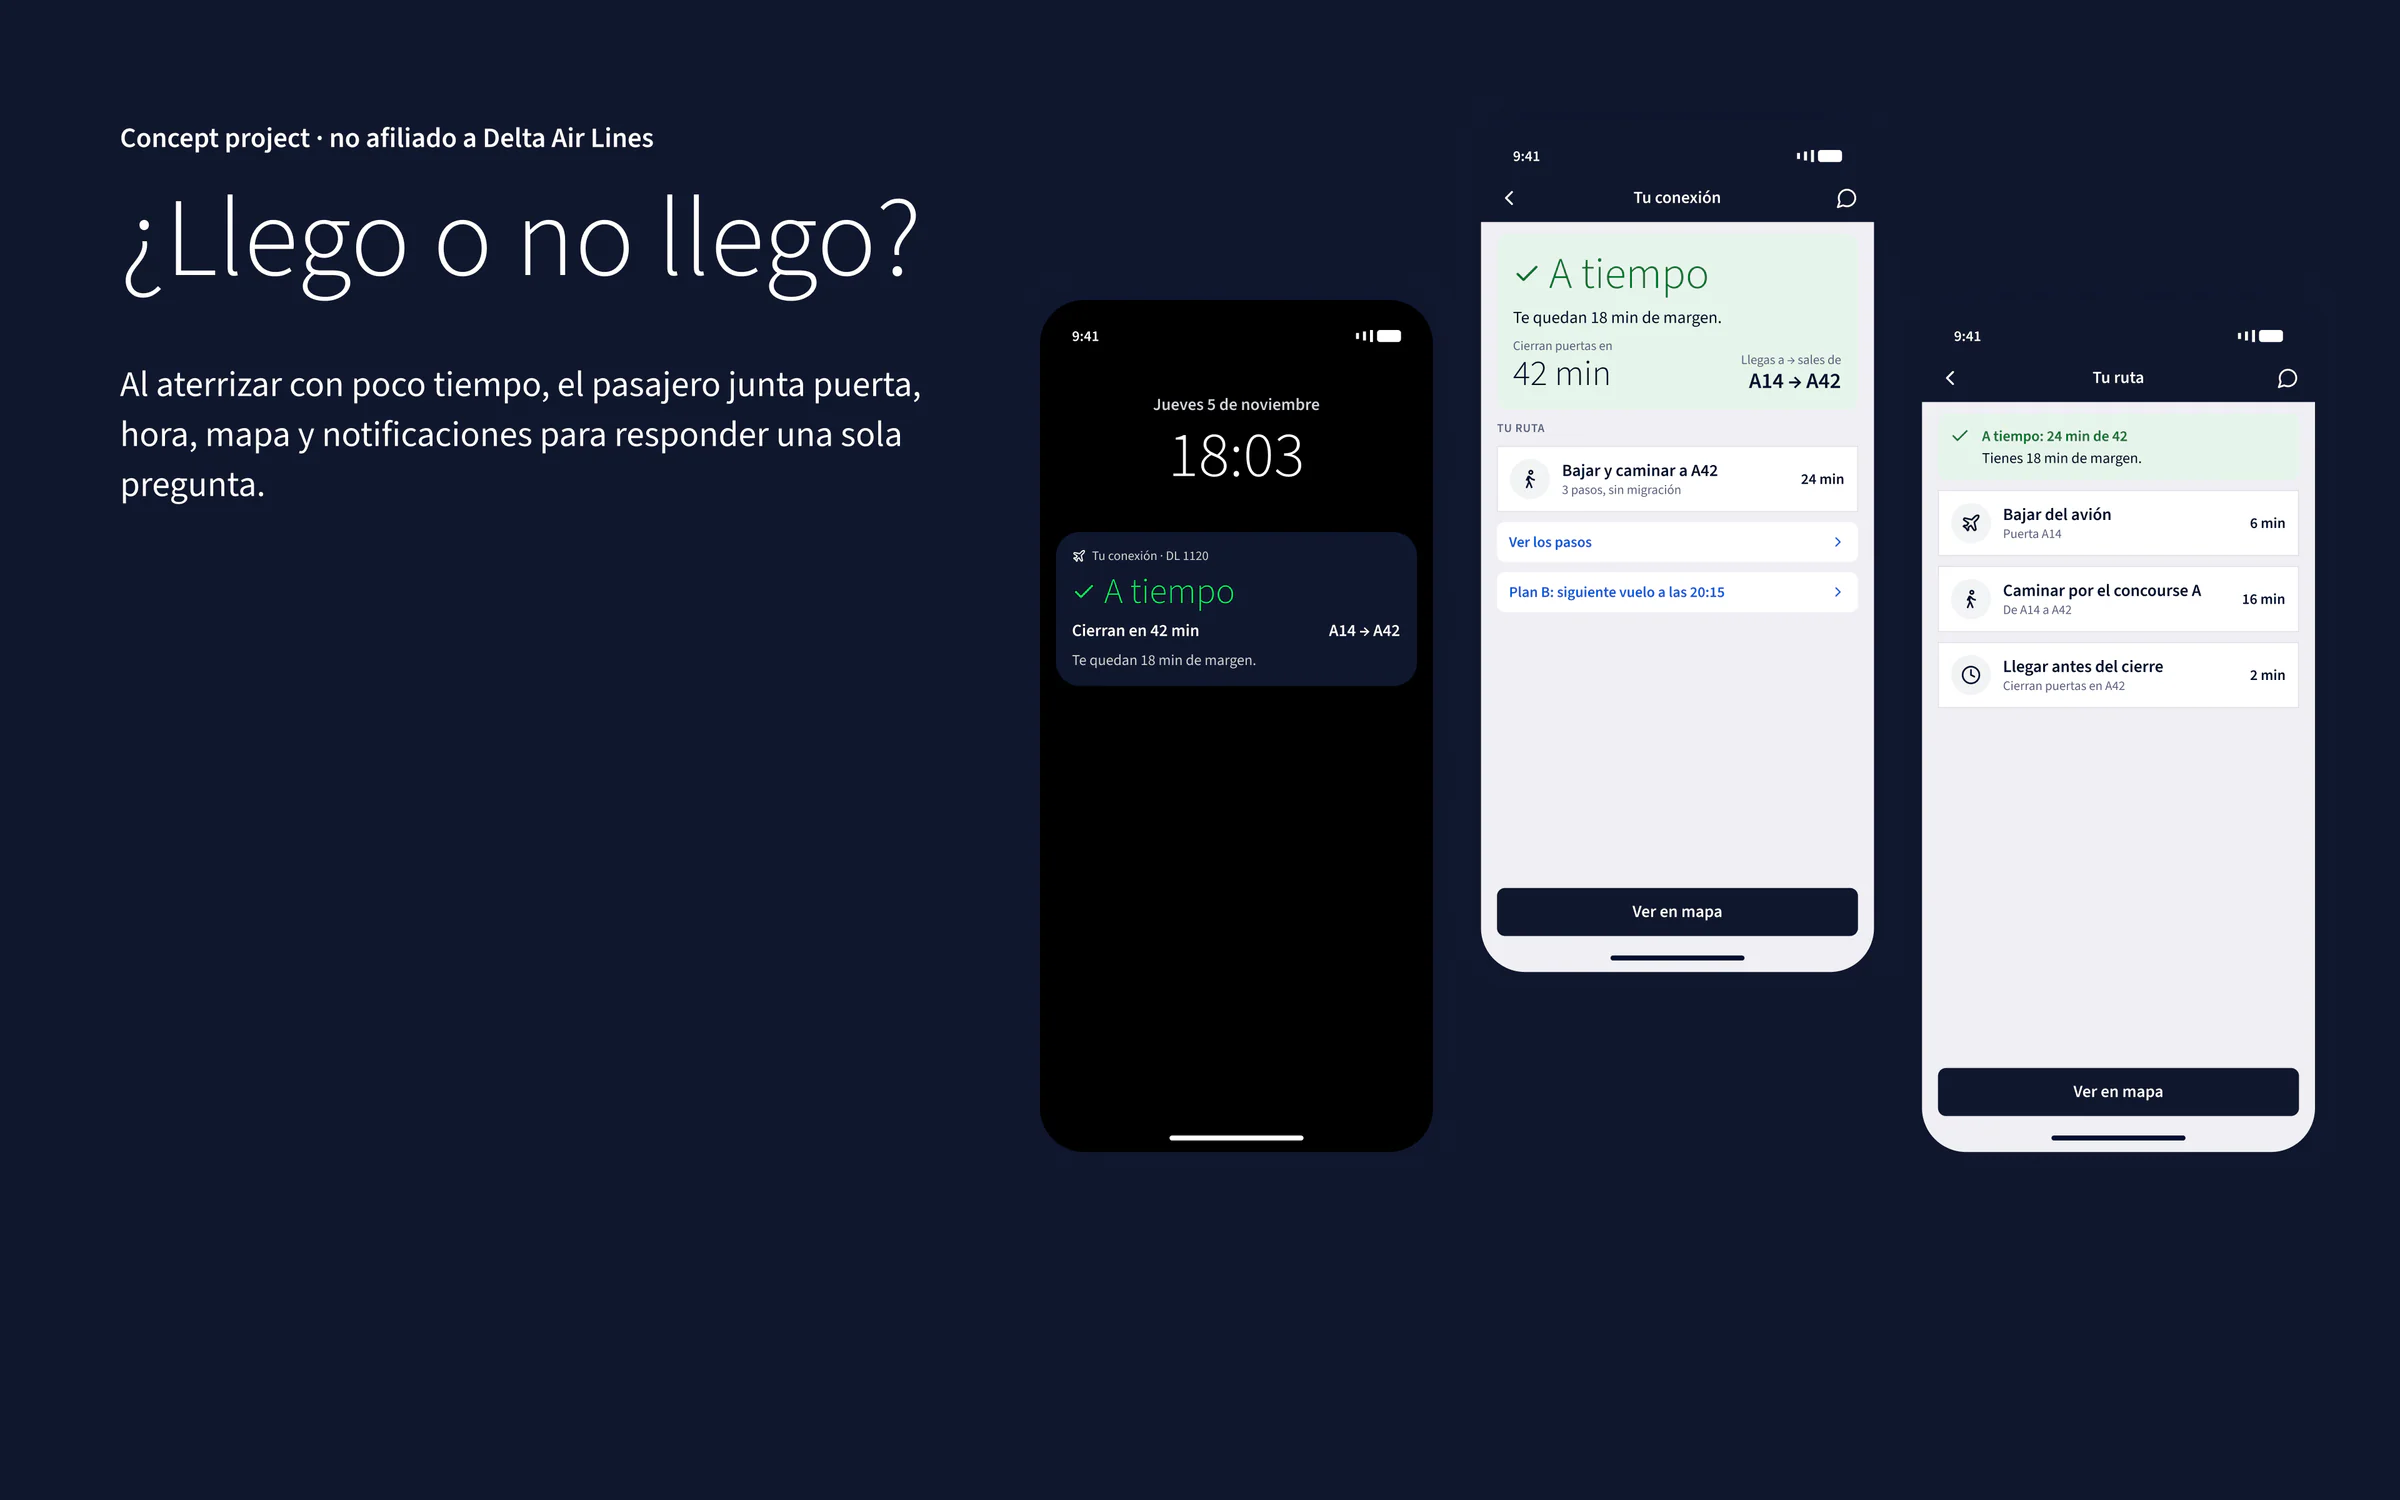 Concept project · no afiliado a Delta Air Lines
¿Llego o no llego?
Al aterrizar con poco tiempo, el pasajero junta puerta,
hora, mapa y notificaciones para responder una sola
pregunta.
9:41
Jueves 5 de noviembre
18:03
Tu conexión · DL 1120
A tiempo
Cierran en 42 min
A14 → A42
Te quedan 18 min de margen.
9:41
Tu conexión
A tiempo
Te quedan 18 min de margen.
Cierran puertas en
42 min
Llegas a → sales de
A14 → A42
TU RUTA
Bajar y caminar a A42
3 pasos, sin migración
24 min
Ver los pasos
Plan B: siguiente vuelo a las 20:15
Ver en mapa
9:41
Tu ruta
A tiempo: 24 min de 42
Tienes 18 min de margen.
Bajar del avión
Puerta A14
6 min
Caminar por el concourse A
De A14 a A42
16 min
Llegar antes del cierre
Cierran puertas en A42
2 min
Ver en mapa